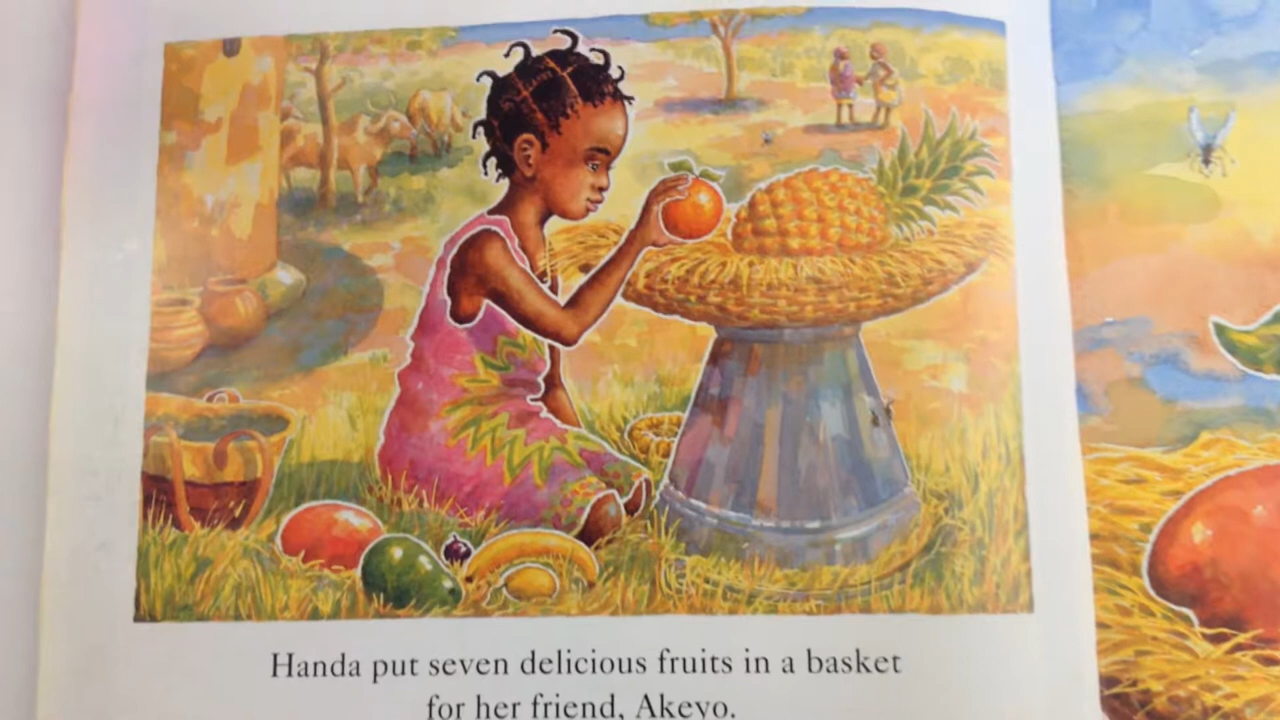 Handa put seven delicious fruits in a basket
for her friend, Akeyo.